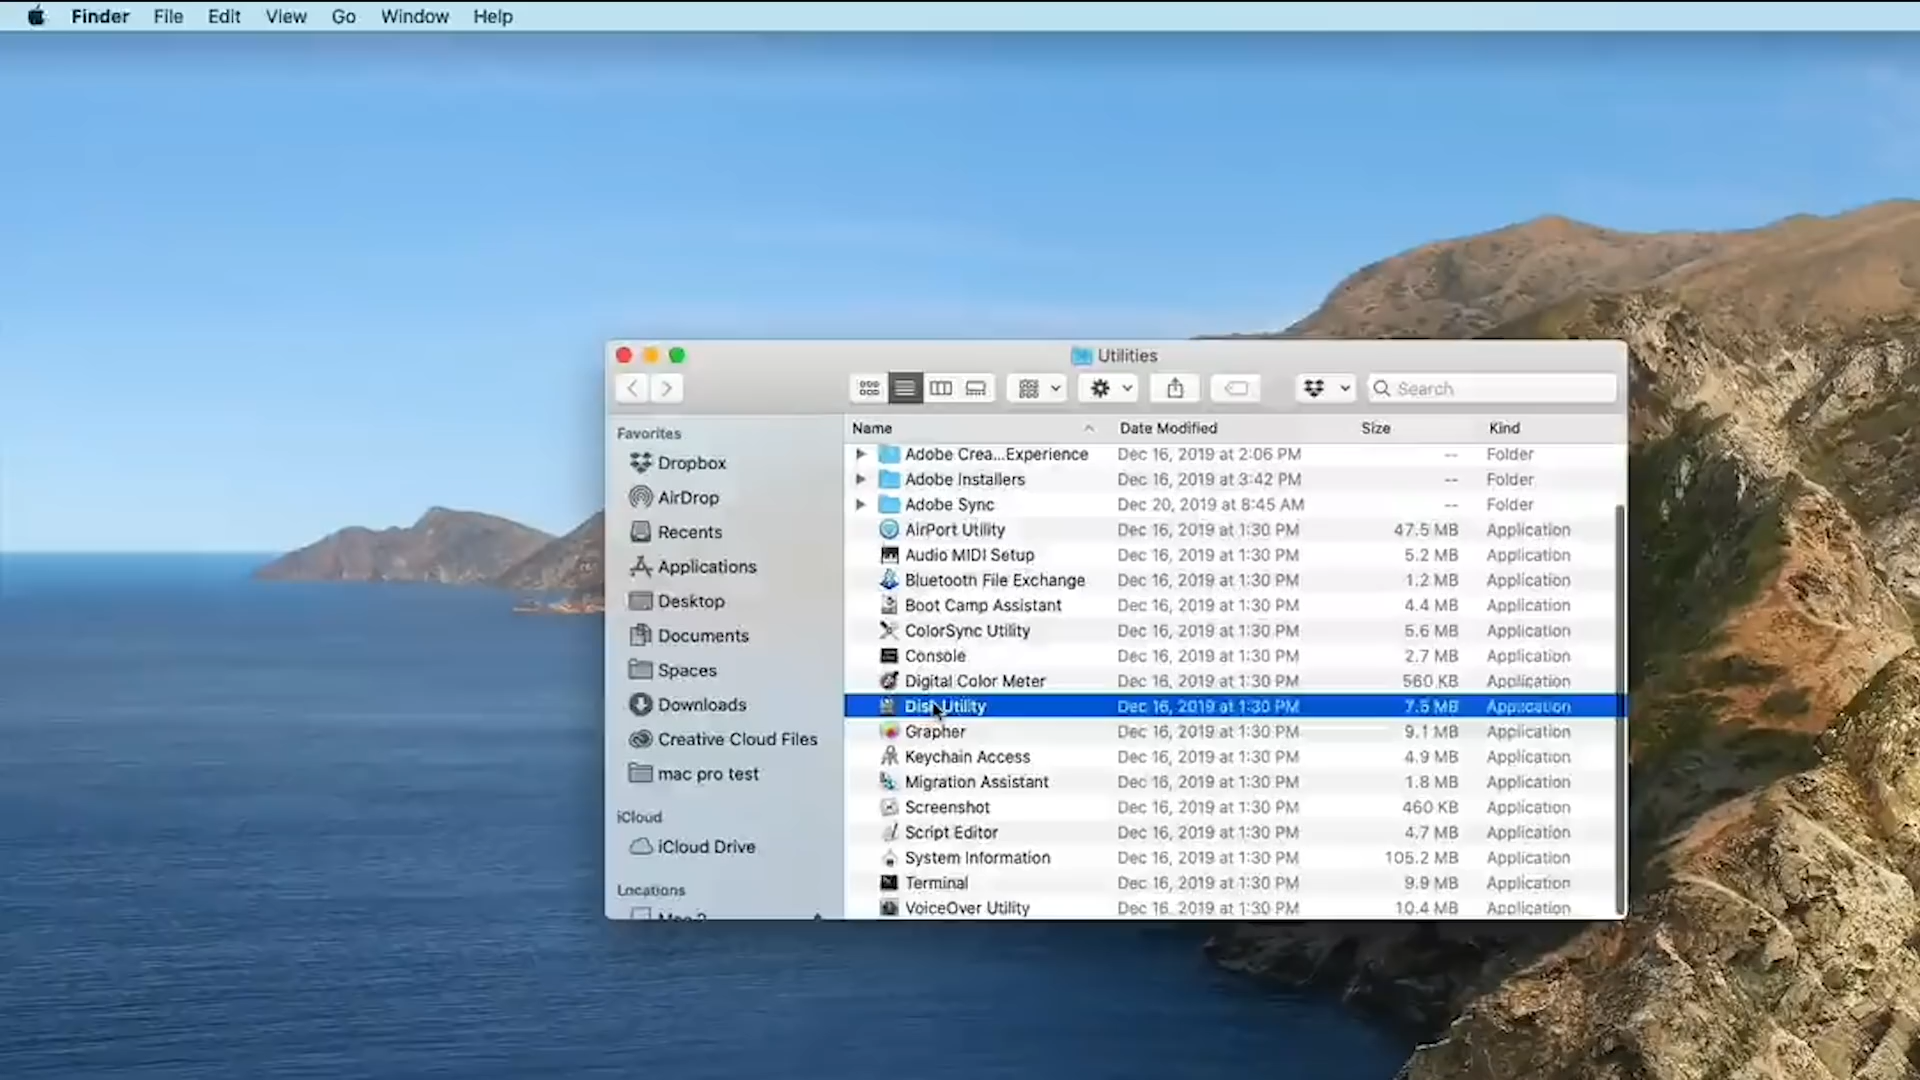 Finder File Edit View Go Window Help
Utilities
Search
Favorites
Dropbox
AirDrop
Recents
Applications
Desktop
Documents
Spaces
Downloads
Creative Cloud Files
mac pro test
iCloud
iCloud Drive
Locations
Name Date Modified Size Kind
Adobe Crea...Experience Dec 16, 2019 at 2:06 PM -- Folder
Adobe Installers Dec 16, 2019 at 3:42 PM -- Folder
Adobe Sync Dec 20, 2019 at 8:45 AM -- Folder
AirPort Utility Dec 16, 2019 at 1:30 PM 47.5 MB Application
Audio MIDI Setup Dec 16, 2019 at 1:30 PM 5.2 MB Application
Bluetooth File Exchange Dec 16, 2019 at 1:30 PM 1.2 MB Application
Boot Camp Assistant Dec 16, 2019 at 1:30 PM 4.4 MB Application
ColorSync Utility Dec 16, 2019 at 1:30 PM 5.6 MB Application
Console Dec 16, 2019 at 1:30 PM 2.7 MB Application
Digital Color Meter Dec 16, 2019 at 1:30 PM 560 KB Application
Disk Utility Dec 16, 2019 at 1:30 PM 7.5 MB Application
Grapher Dec 16, 2019 at 1:30 PM 9.1 MB Application
Keychain Access Dec 16, 2019 at 1:30 PM 4.9 MB Application
Migration Assistant Dec 16, 2019 at 1:30 PM 1.8 MB Application
Screenshot Dec 16, 2019 at 1:30 PM 460 KB Application
Script Editor Dec 16, 2019 at 1:30 PM 4.7 MB Application
System Information Dec 16, 2019 at 1:30 PM 105.2 MB Application
Terminal Dec 16, 2019 at 1:30 PM 9.9 MB Application
VoiceOver Utility Dec 16, 2019 at 1:30 PM 10.4 MB Application